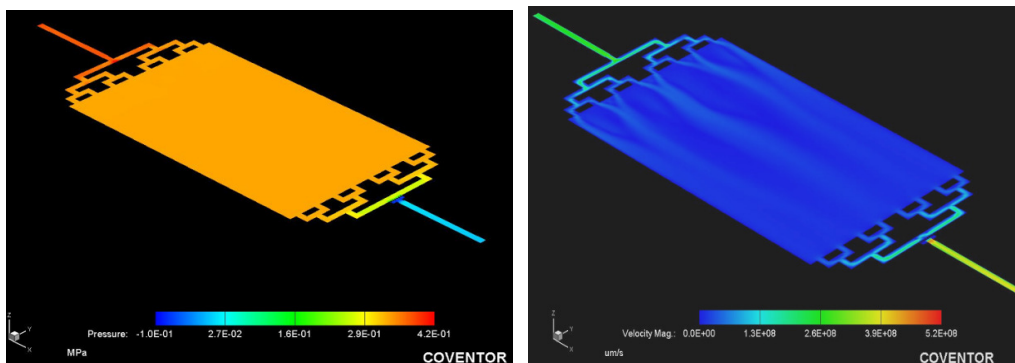 Pressure: -1.0E-01 2.7E-02 1.6E-01 2.9E-01 4.2E-01
MPa
COVENTOR
Z
Y
X
Velocity Mag.: 0.0E+00 1.3E+08 2.6E+08 3.9E+08 5.2E+08
um/s
COVENTOR
Z
Y
X